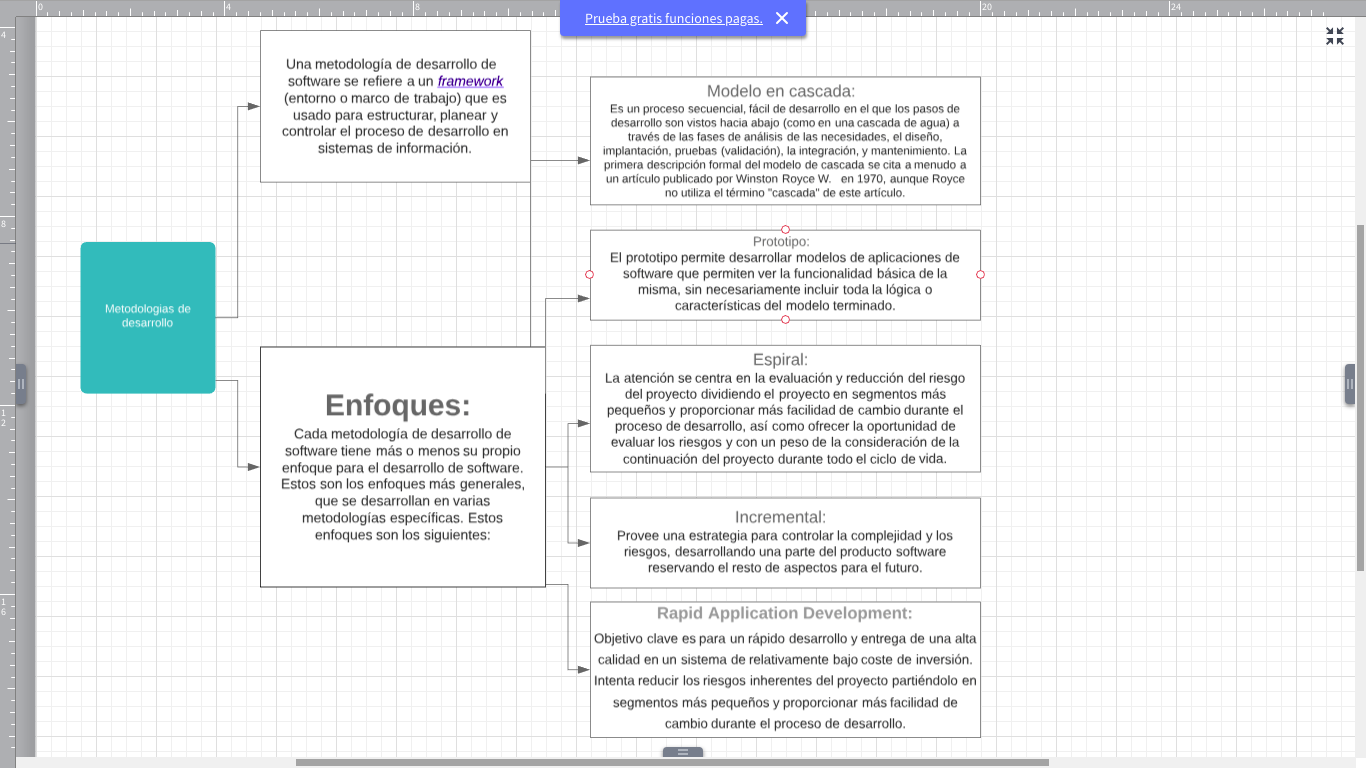 0
4
8
20
24
Prueba gratis funciones pagas.
4
8
1
2
1
6
Metodologias de
desarrollo
Una metodología de desarrollo de
software se refiere a un framework
(entorno o marco de trabajo) que es
usado para estructurar, planear y
controlar el proceso de desarrollo en
sistemas de información.
Enfoques:
Cada metodología de desarrollo de
software tiene más o menos su propio
enfoque para el desarrollo de software.
Estos son los enfoques más generales,
que se desarrollan en varias
metodologías específicas. Estos
enfoques son los siguientes:
Modelo en cascada:
Es un proceso secuencial, fácil de desarrollo en el que los pasos de
desarrollo son vistos hacia abajo (como en una cascada de agua) a
través de las fases de análisis de las necesidades, el diseño,
implantación, pruebas (validación), la integración, y mantenimiento. La
primera descripción formal del modelo de cascada se cita a menudo a
un artículo publicado por Winston Royce W. en 1970, aunque Royce
no utiliza el término "cascada" de este artículo.
Prototipo:
El prototipo permite desarrollar modelos de aplicaciones de
software que permiten ver la funcionalidad básica de la
misma, sin necesariamente incluir toda la lógica o
características del modelo terminado.
Espiral:
La atención se centra en la evaluación y reducción del riesgo
del proyecto dividiendo el proyecto en segmentos más
pequeños y proporcionar más facilidad de cambio durante el
proceso de desarrollo, así como ofrecer la oportunidad de
evaluar los riesgos y con un peso de la consideración de la
continuación del proyecto durante todo el ciclo de vida.
Incremental:
Provee una estrategia para controlar la complejidad y los
riesgos, desarrollando una parte del producto software
reservando el resto de aspectos para el futuro.
Rapid Application Development:
Objetivo clave es para un rápido desarrollo y entrega de una alta
calidad en un sistema de relativamente bajo coste de inversión.
Intenta reducir los riesgos inherentes del proyecto partiéndolo en
segmentos más pequeños y proporcionar más facilidad de
cambio durante el proceso de desarrollo.